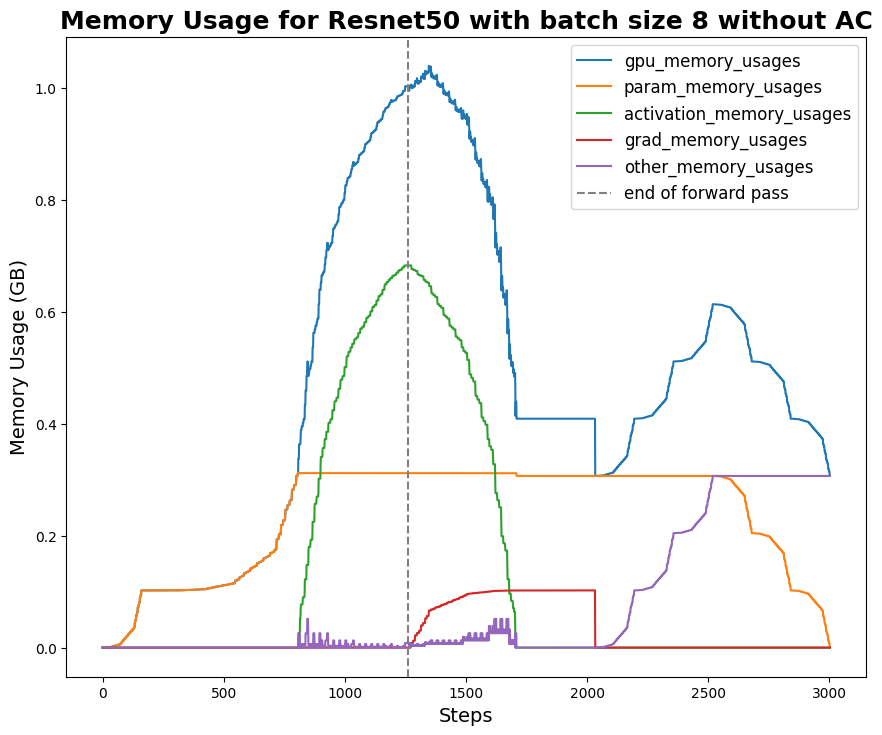 Memory Usage for Resnet50 with batch size 8 without AC
gpu_memory_usages
param_memory_usages
activation_memory_usages
grad_memory_usages
other_memory_usages
end of forward pass
Memory Usage (GB)
1.0
0.8
0.6
0.4
0.2
0.0
0 500 1000 1500 2000 2500 3000
Steps